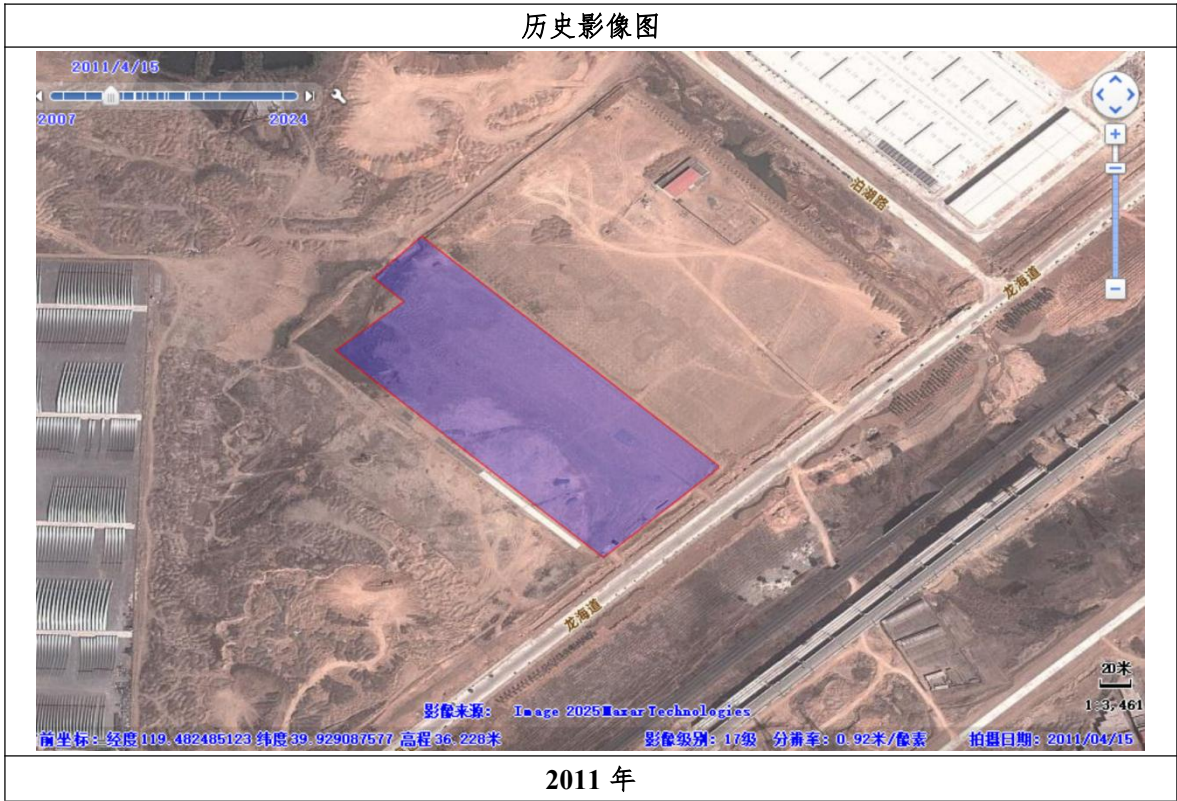 历史影像图
2011/4/15
2007
2024
泊湖路
龙海道
龙海道
20米
1:3,461
影像来源: Image 2025MaxarTechnologies
前坐标: 经度119.482485123 纬度39.929087577 高程36.228米
影像级别: 17级 分辨率: 0.92米/像素
拍摄日期: 2011/04/15
2011 年